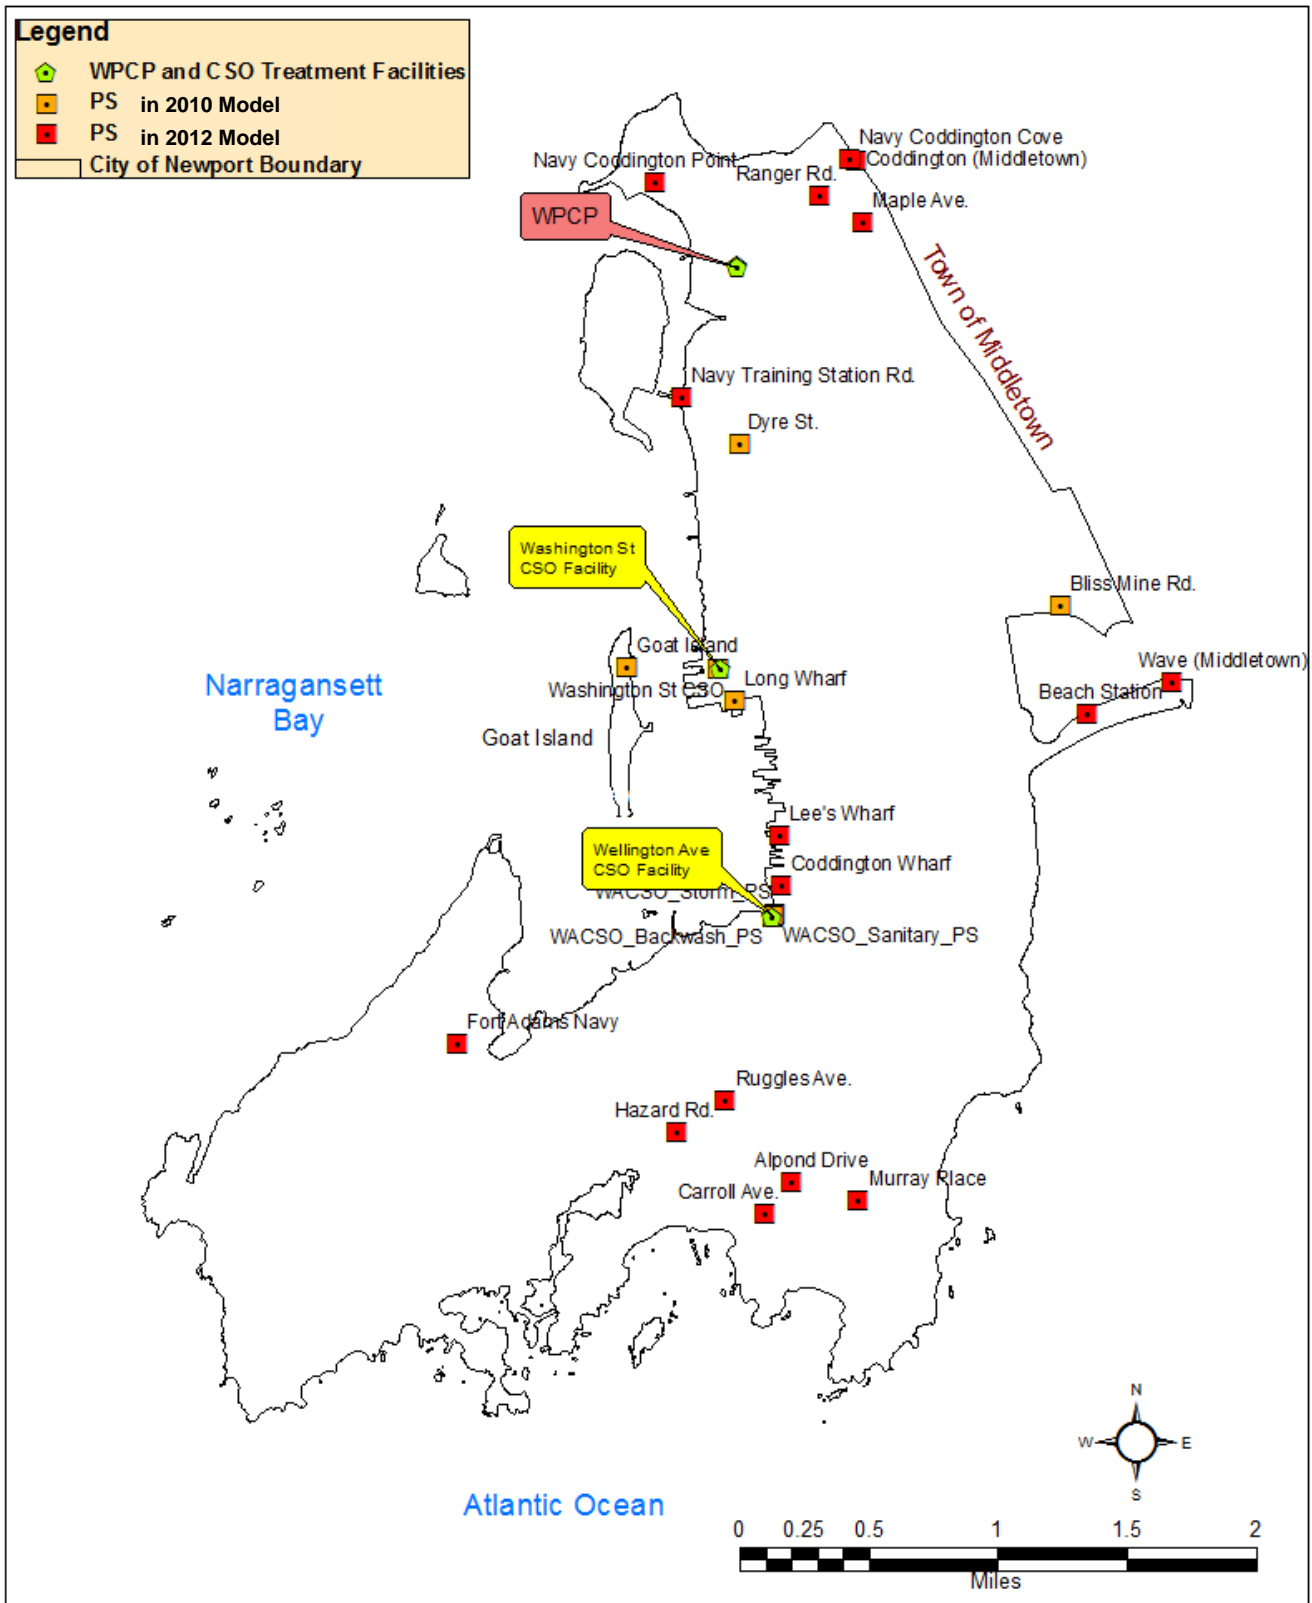 Legend
WPCP and CSO Treatment Facilities
PS in 2010 Model
PS in 2012 Model
City of Newport Boundary
Navy Coddington Cove
Coddington (Middletown)
Navy Coddington Point
Ranger Rd.
Maple Ave.
WPCP
Town of Middletown
Navy Training Station Rd.
Dyre St.
Washington St
CSO Facility
Bliss Mine Rd.
Goat Island
Wave (Middletown)
Washington St CSO
Long Wharf
Beach Station
Narragansett
Bay
Goat Island
Lee's Wharf
Wellington Ave
CSO Facility
Coddington Wharf
WACSO_Storm_PS
WACSO_Backwash_PS
WACSO_Sanitary_PS
Fort Adams Navy
Ruggles Ave.
Hazard Rd.
Alpond Drive
Murray Place
Carroll Ave.
N
W
E
S
Atlantic Ocean
0 0.25 0.5 1 1.5 2
Miles